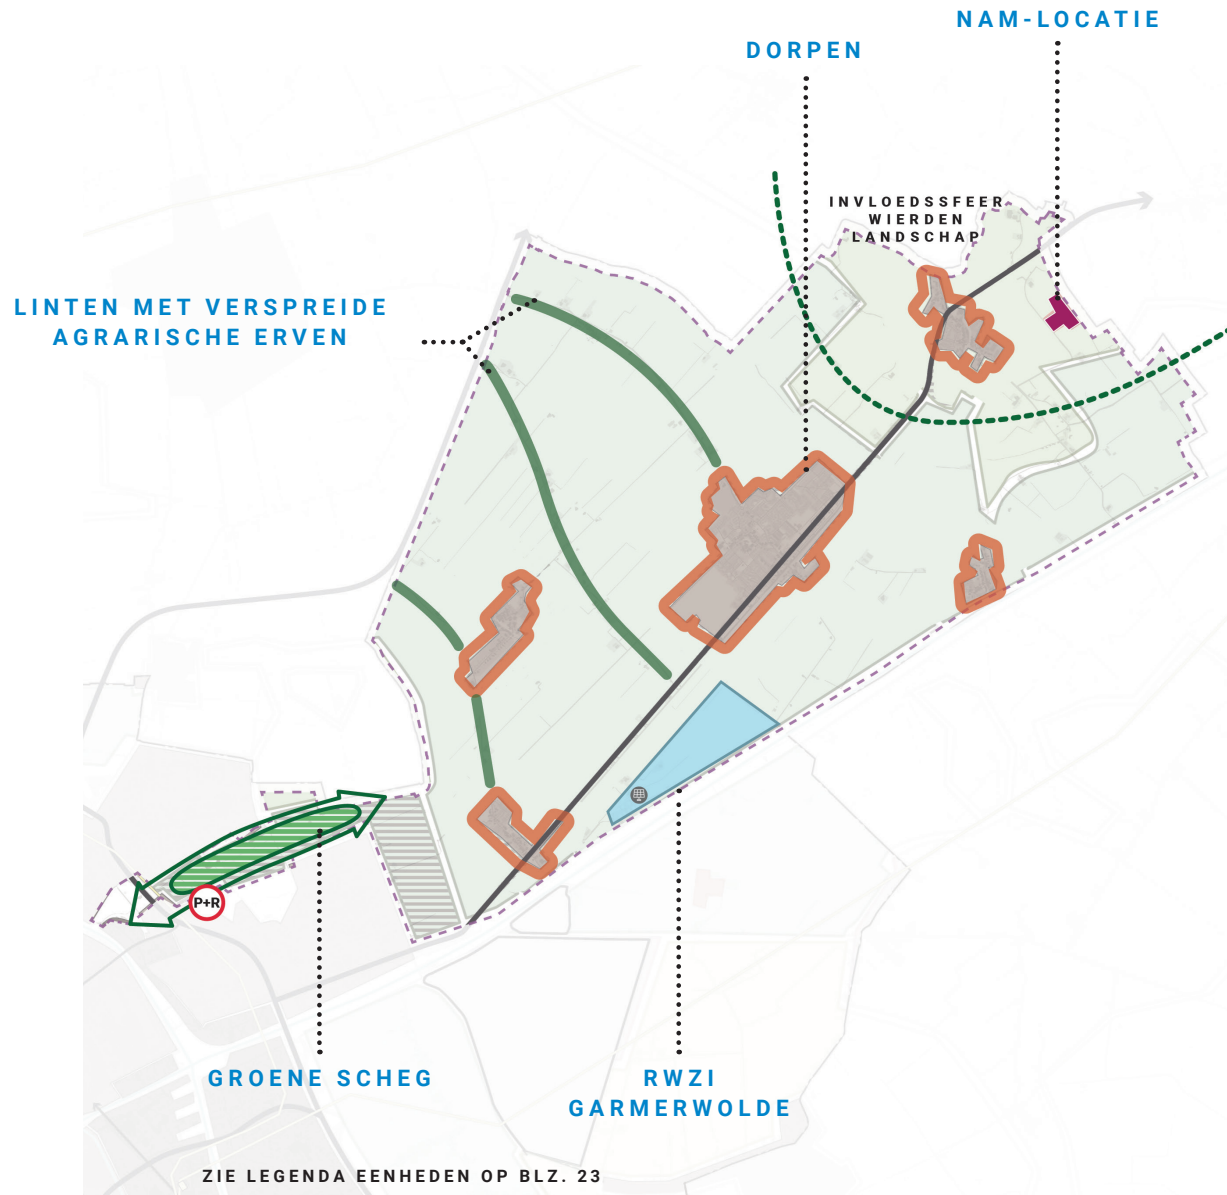 NAM-LOCATIE
DORPEN
INVLOEDSSFEER
WIERDEN
LANDSCHAP
LINTEN MET VERSPREIDE
AGRARISCHE ERVEN
P+R
GROENE SCHEG
RWZI
GARMERWOLDE
ZIE LEGENDA EENHEDEN OP BLZ. 23